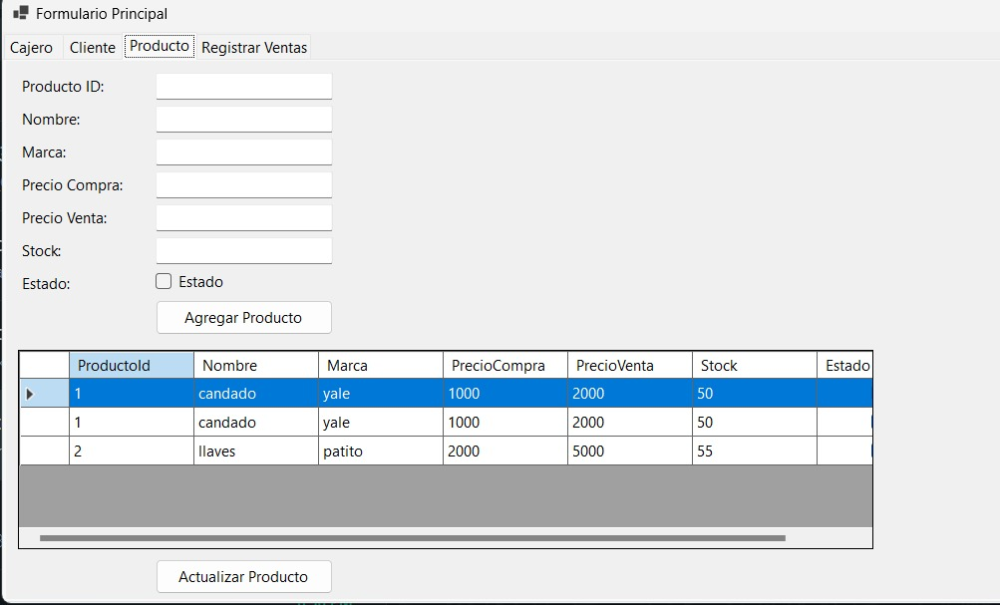 Formulario Principal
Cajero Cliente Producto Registrar Ventas
Producto ID:
Nombre:
Marca:
Precio Compra:
Precio Venta:
Stock:
Estado: Estado
Agregar Producto
ProductoId Nombre Marca PrecioCompra PrecioVenta Stock Estado
1 candado yale 1000 2000 50
1 candado yale 1000 2000 50
2 llaves patito 2000 5000 55
Actualizar Producto